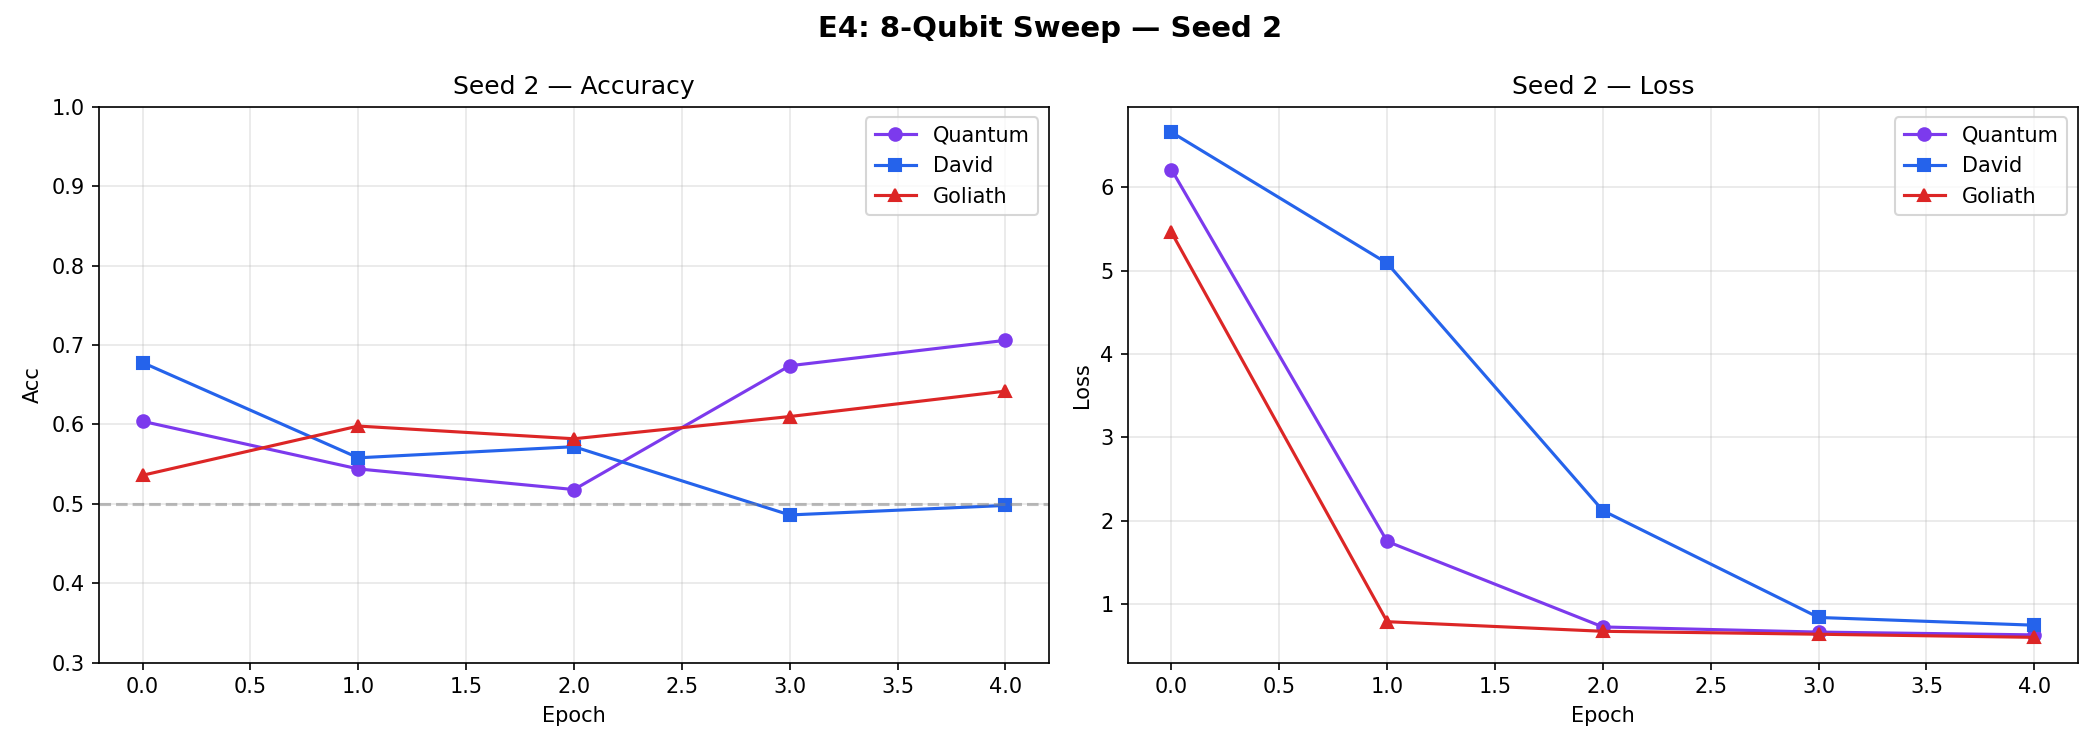 E4: 8-Qubit Sweep — Seed 2
Seed 2 — Accuracy
1.0
0.9
0.8
0.7
0.6
0.5
0.4
0.3
Acc
Quantum
David
Goliath
0.0 0.5 1.0 1.5 2.0 2.5 3.0 3.5 4.0
Epoch
Seed 2 — Loss
6
5
4
3
2
1
Loss
Quantum
David
Goliath
0.0 0.5 1.0 1.5 2.0 2.5 3.0 3.5 4.0
Epoch